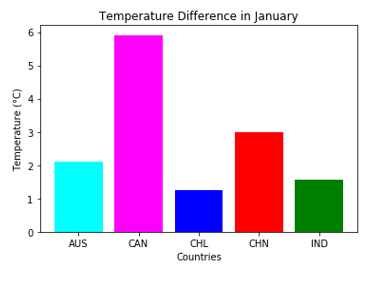 Temperature Difference in January
6
5
4
3
2
1
0
Temperature (°C)
AUS CAN CHL CHN IND
Countries